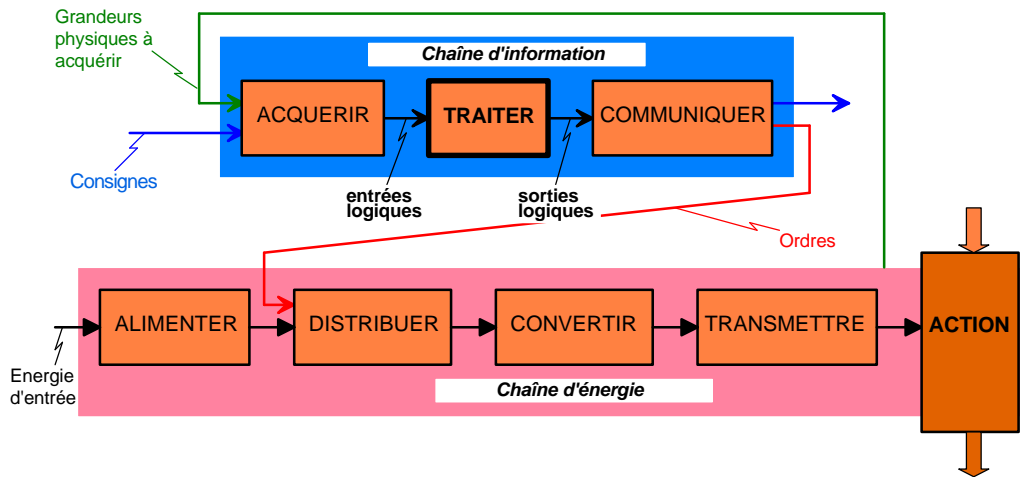 Grandeurs
physiques à
acquérir
Chaîne d'information
ACQUERIR
TRAITER
COMMUNIQUER
Consignes
entrées
logiques
sorties
logiques
Ordres
ALIMENTER
DISTRIBUER
CONVERTIR
TRANSMETTRE
ACTION
Energie
d'entrée
Chaîne d'énergie